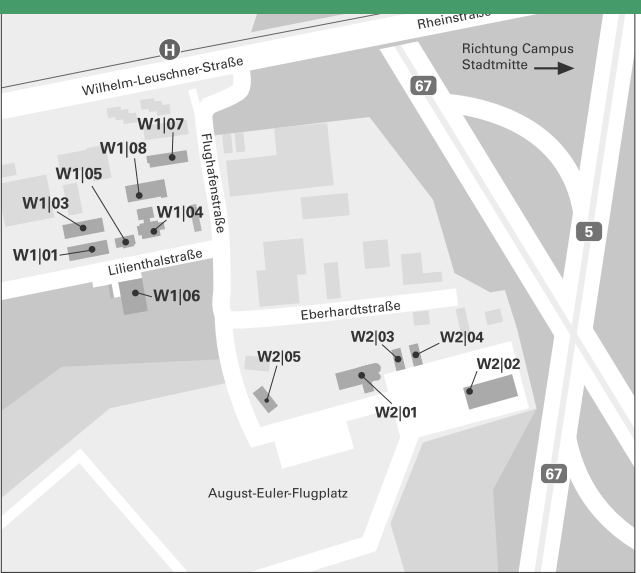 Rheinstraße
Richtung Campus
Stadtmitte
H
Wilhelm-Leuschner-Straße
67
W1|07
Flughafenstraße
W1|08
W1|05
W1|03
W1|04
5
W1|01
Lilienthalstraße
W1|06
Eberhardtstraße
W2|03
W2|04
W2|05
W2|02
W2|01
67
August-Euler-Flugplatz